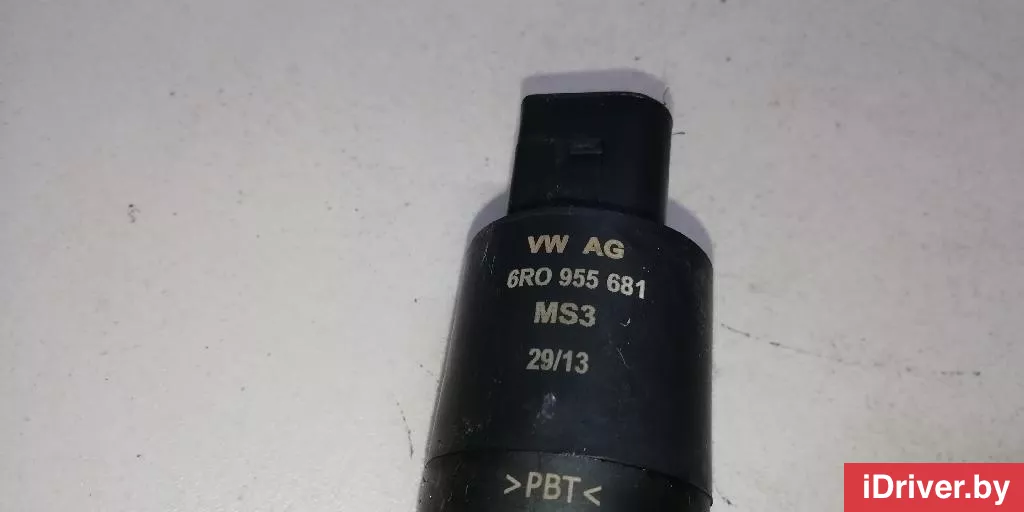 VW AG
6R0 955 681
MS3
29/13
>PBT<
iDriver.by